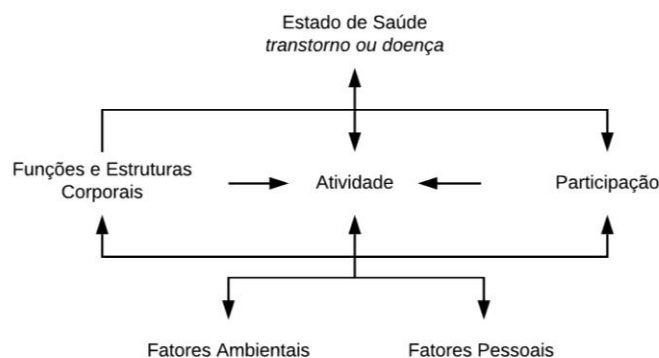 Estado de Saúde
transtorno ou doença
Funções e Estruturas
Corporais
Atividade
Participação
Fatores Ambientais
Fatores Pessoais